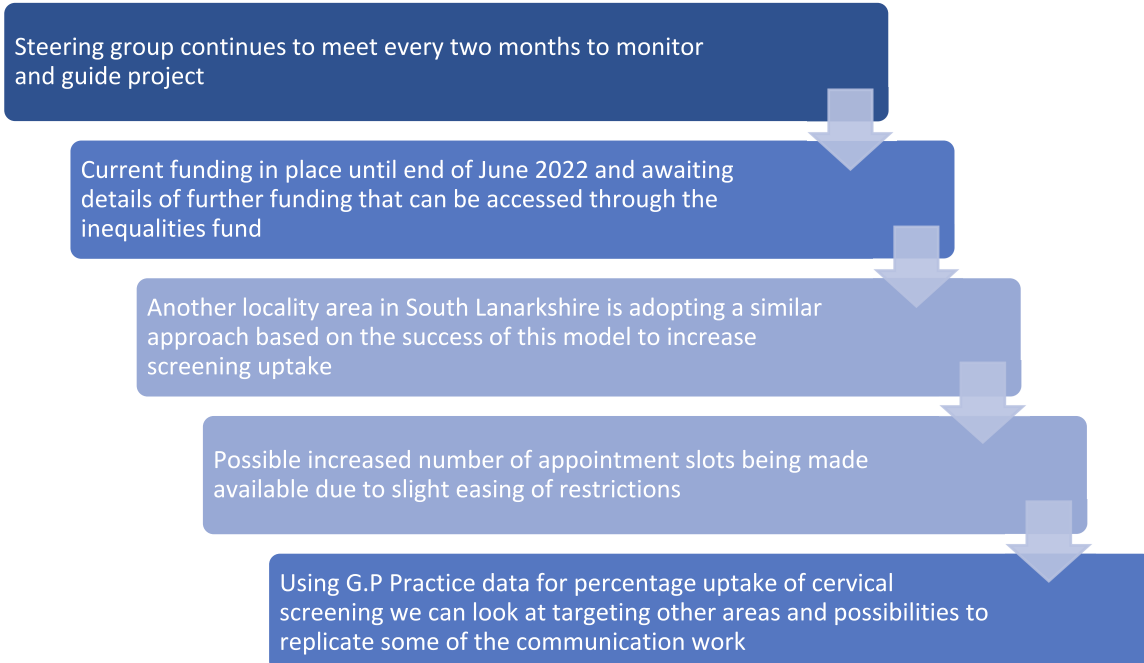 Steering group continues to meet every two months to monitor
and guide project
Current funding in place until end of June 2022 and awaiting
details of further funding that can be accessed through the
inequalities fund
Another locality area in South Lanarkshire is adopting a similar
approach based on the success of this model to increase
screening uptake
Possible increased number of appointment slots being made
available due to slight easing of restrictions
Using G.P Practice data for percentage uptake of cervical
screening we can look at targeting other areas and possibilities to
replicate some of the communication work